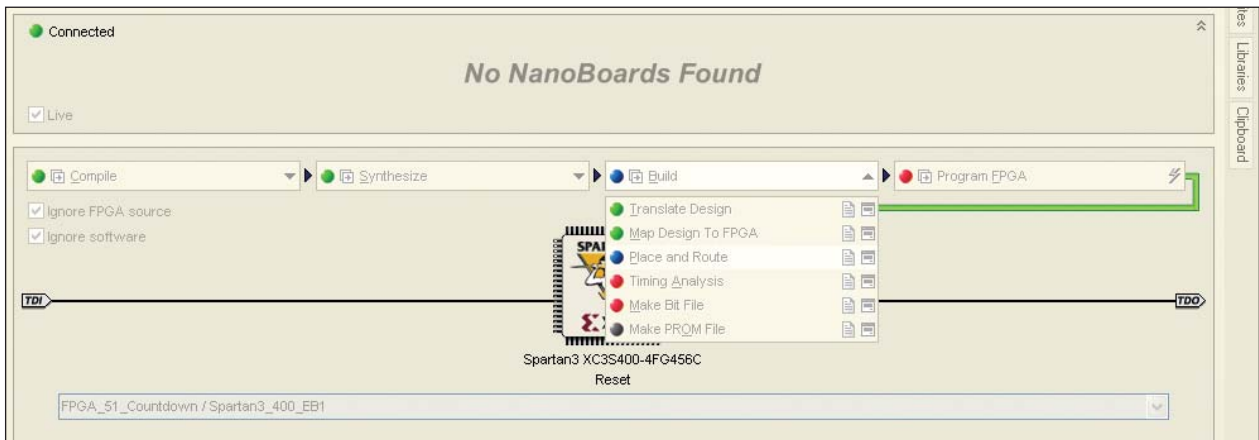 Connected
No NanoBoards Found
Live
Compile
Synthesize
Build
Program FPGA
Ignore FPGA source
Ignore software
Translate Design
Map Design To FPGA
Place and Route
Timing Analysis
Make Bit File
Make PROM File
TDI
TDO
Spartan3 XC3S400-4FG456C
Reset
FPGA_51_Countdown / Spartan3_400_EB1
Libraries
Clipboard